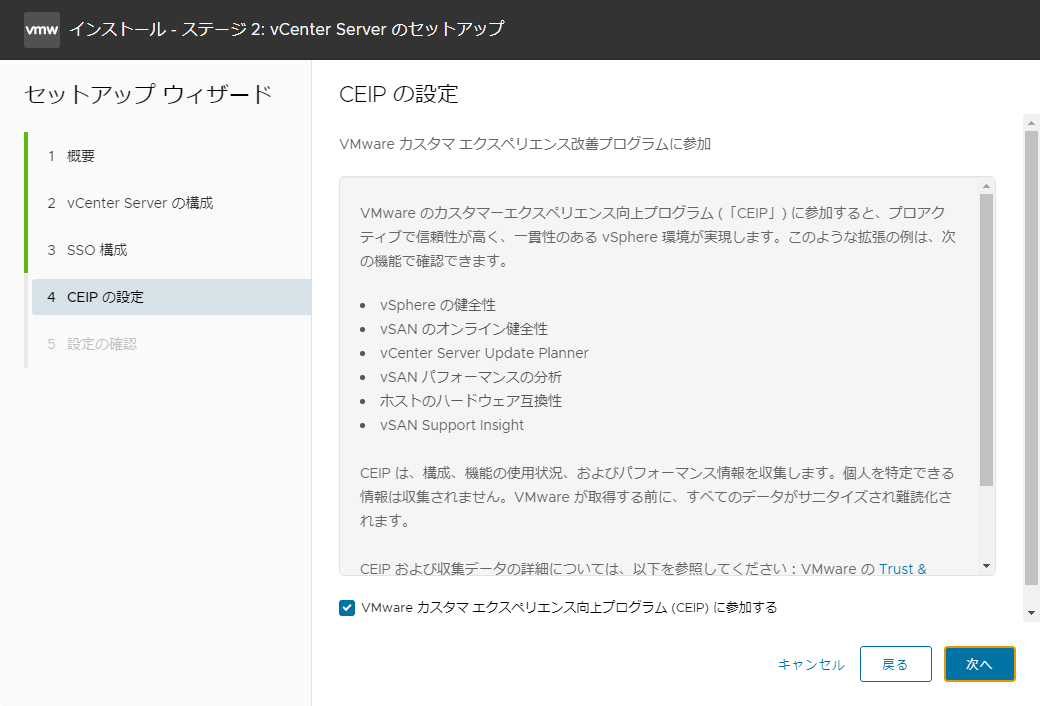 vmw インストール - ステージ 2: vCenter Server のセットアップ
セットアップ ウィザード
1 概要
2 vCenter Server の構成
3 SSO 構成
4 CEIP の設定
5 設定の確認
CEIP の設定
VMware カスタマ エクスペリエンス改善プログラムに参加
VMware のカスタマーエクスペリエンス向上プログラム (「CEIP」) に参加すると、プロアク
ティブで信頼性が高く、一貫性のある vSphere 環境が実現します。このような拡張の例は、次
の機能で確認できます。
• vSphere の健全性
• vSAN のオンライン健全性
• vCenter Server Update Planner
• vSAN パフォーマンスの分析
• ホストのハードウェア互換性
• vSAN Support Insight
CEIP は、構成、機能の使用状況、およびパフォーマンス情報を収集します。個人を特定できる
情報は収集されません。VMware が取得する前に、すべてのデータがサニタイズされ難読化さ
れます。
CEIP および収集データの詳細については、以下を参照してください：VMware の Trust &
VMware カスタマ エクスペリエンス向上プログラム (CEIP) に参加する
キャンセル 戻る 次へ